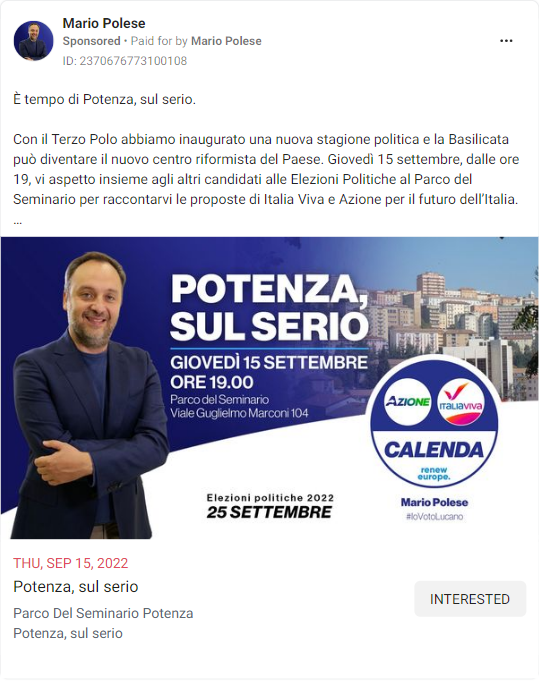 Mario Polese
Sponsored • Paid for by Mario Polese
ID: 2370676773100108
È tempo di Potenza, sul serio.
Con il Terzo Polo abbiamo inaugurato una nuova stagione politica e la Basilicata
può diventare il nuovo centro riformista del Paese. Giovedì 15 settembre, dalle ore
19, vi aspetto insieme agli altri candidati alle Elezioni Politiche al Parco del
Seminario per raccontarvi le proposte di Italia Viva e Azione per il futuro dell’Italia.
...
POTENZA,
SUL SERIO
GIOVEDÌ 15 SETTEMBRE
ORE 19.00
Parco del Seminario
Viale Guglielmo Marconi 104
AZIONE
ITALIAVIVA
CALENDA
renew
europe.
Mario Polese
#IoVotoLucano
Elezioni politiche 2022
25 SETTEMBRE
THU, SEP 15, 2022
Potenza, sul serio
Parco Del Seminario Potenza
Potenza, sul serio
INTERESTED